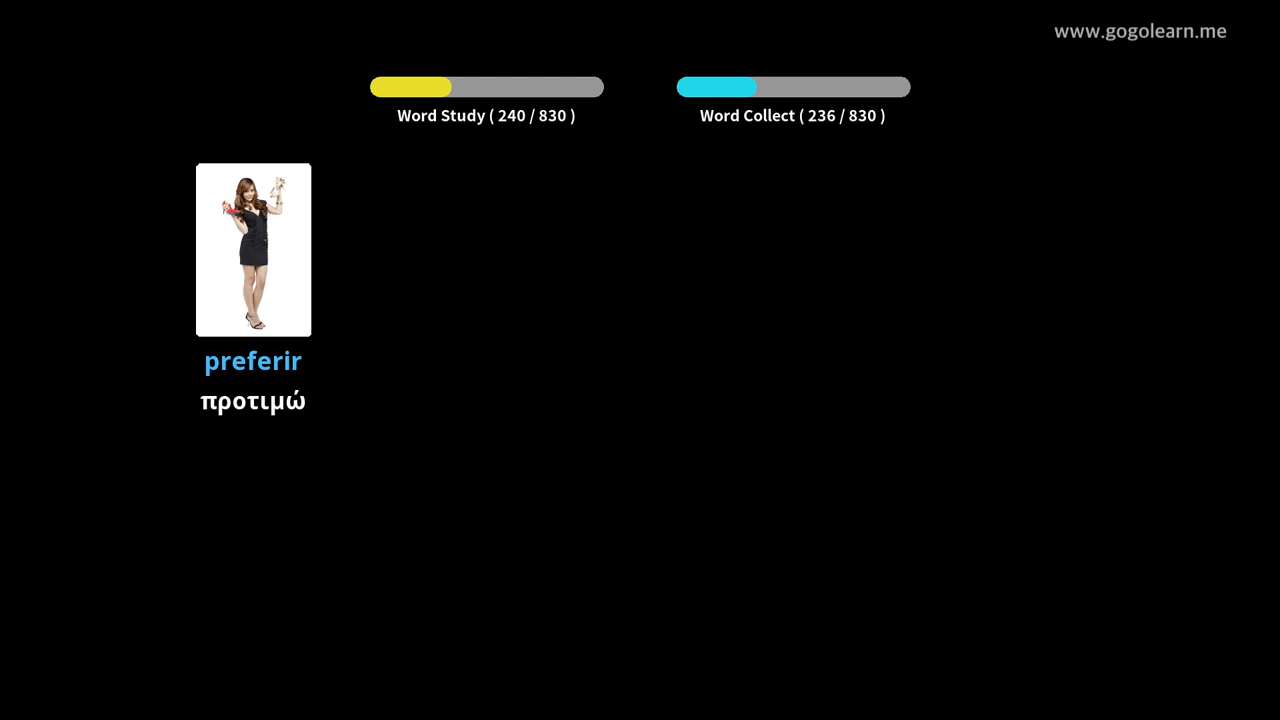 www.gogolearn.me
Word Study ( 240 / 830 )
Word Collect ( 236 / 830 )
preferir
προτιμώ